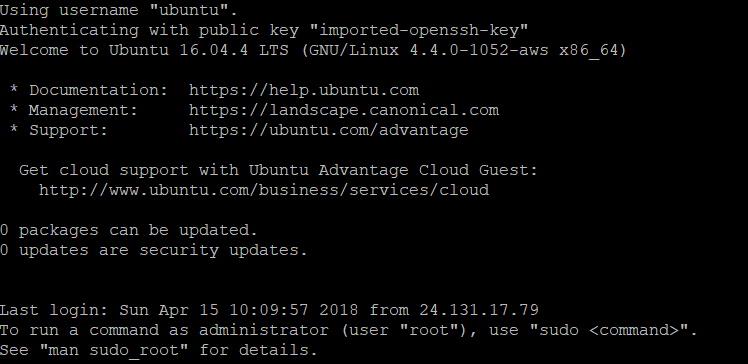 Using username "ubuntu".
Authenticating with public key "imported-openssh-key"
Welcome to Ubuntu 16.04.4 LTS (GNU/Linux 4.4.0-1052-aws x86_64)
* Documentation:  https://help.ubuntu.com
* Management:     https://landscape.canonical.com
* Support:        https://ubuntu.com/advantage
Get cloud support with Ubuntu Advantage Cloud Guest:
http://www.ubuntu.com/business/services/cloud
0 packages can be updated.
0 updates are security updates.
Last login: Sun Apr 15 10:09:57 2018 from 24.131.17.79
To run a command as administrator (user "root"), use "sudo <command>".
See "man sudo_root" for details.